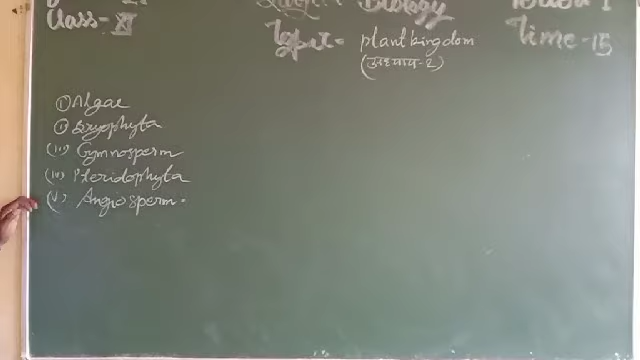 Class-XI
Biology
Topic = plant kingdom
(अध्याय-2)
Time-15
(i) Algae
(ii) Bryophyta
(iii) Gymnosperm
(iv) Pteridophyta
(v) Angiosperm.